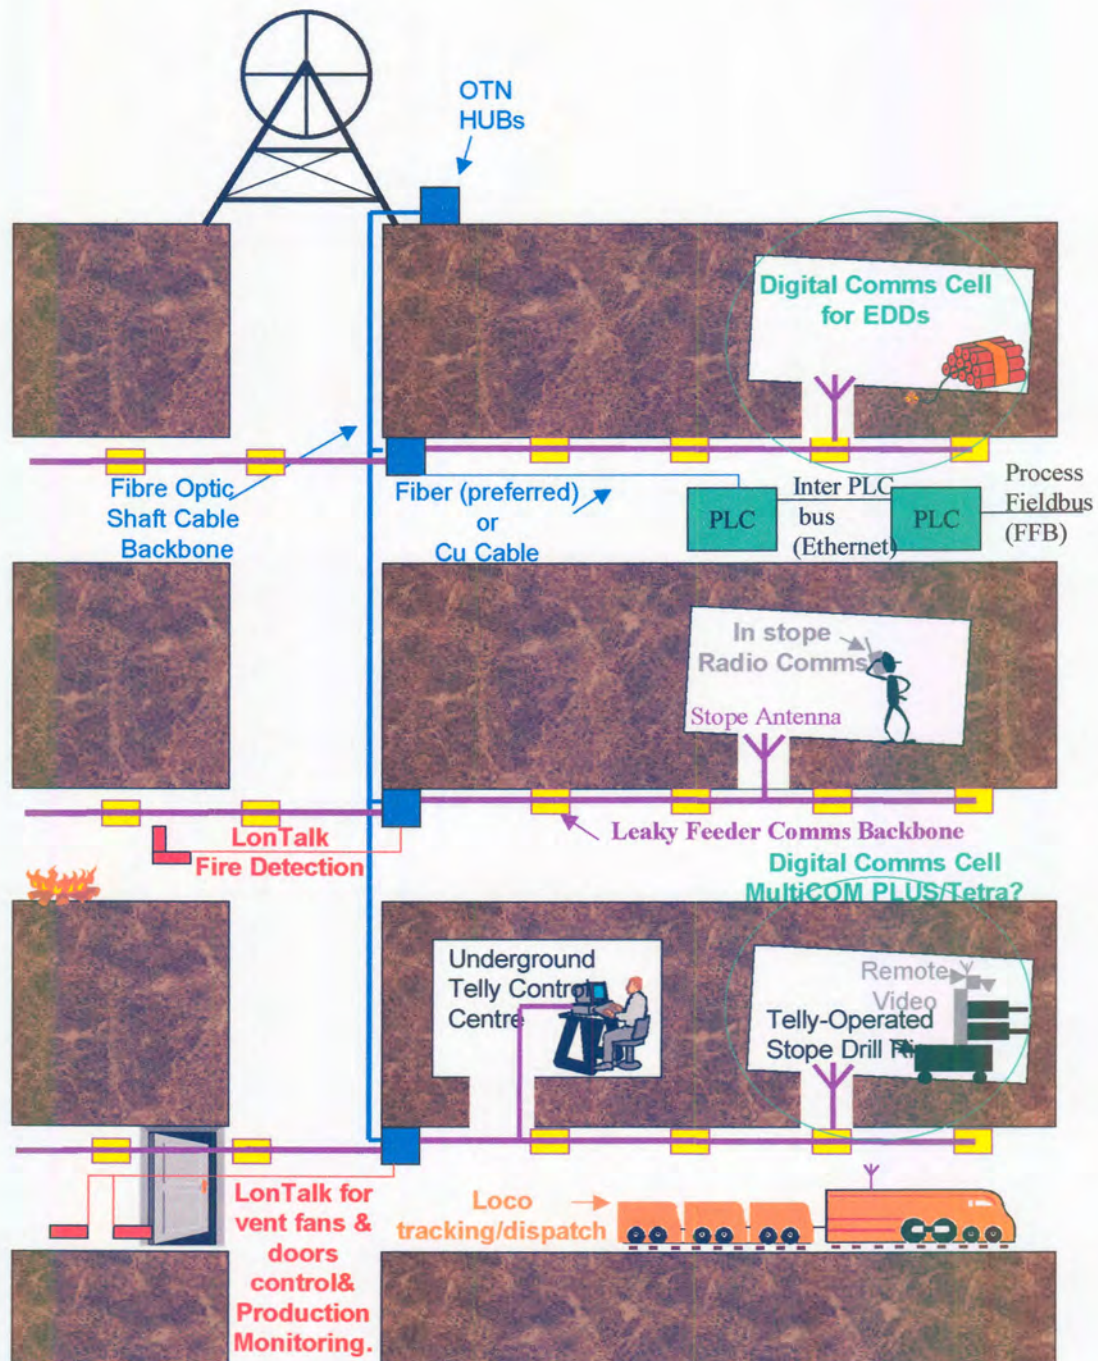 OTN
HUBs
Digital Comms Cell
for EDDs
Fibre Optic
Shaft Cable
Backbone
Fiber (preferred)
or
Cu Cable
PLC
Inter PLC
bus
(Ethernet)
PLC
Process
Fieldbus
(FFB)
In stope
Radio Comms
Stope Antenna
Leaky Feeder Comms Backbone
LonTalk
Fire Detection
Digital Comms Cell
MultiCOM PLUS/Tetra?
Underground
Telly Control
Centre
Remote
Video
Telly-Operated
Stope Drill
LonTalk for
vent fans &
doors
control&
Production
Monitoring.
Loco
tracking/dispatch